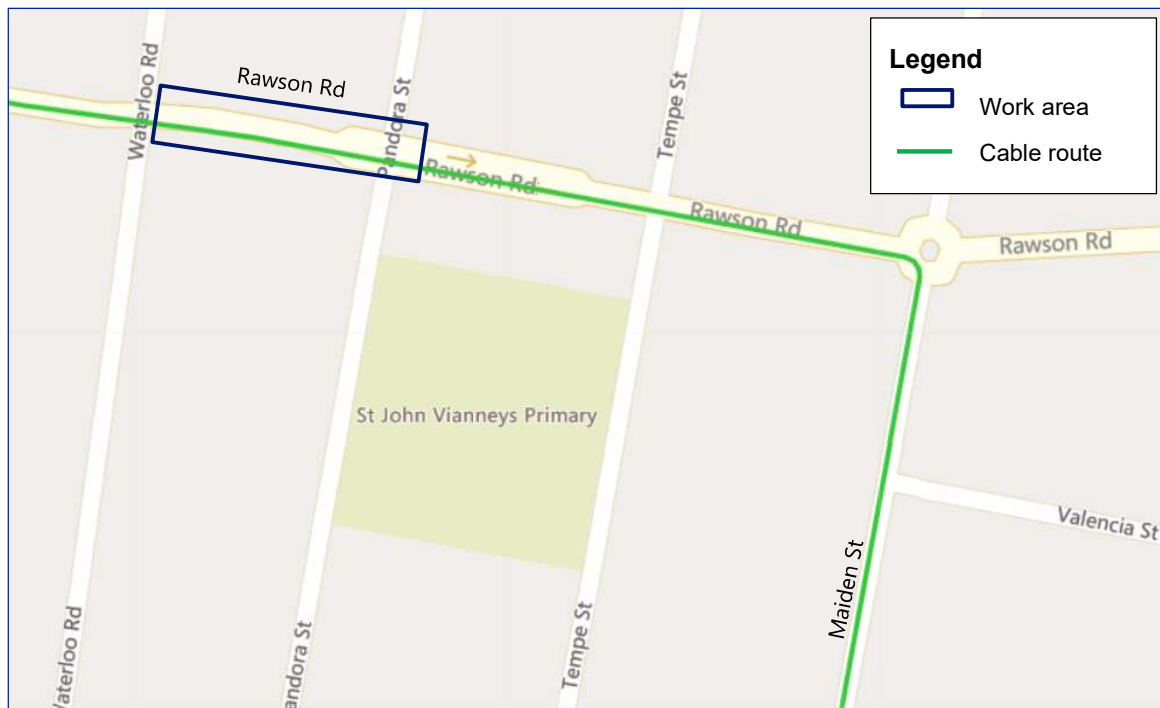 Legend
Work area
Cable route
Rawson Rd
Waterloo Rd
Pandora St
Tempe St
Rawson Rd
Rawson Rd
Rawson Rd
St John Vianneys Primary
Valencia St
Maiden St
Waterloo Rd
Pandora St
Tempe St